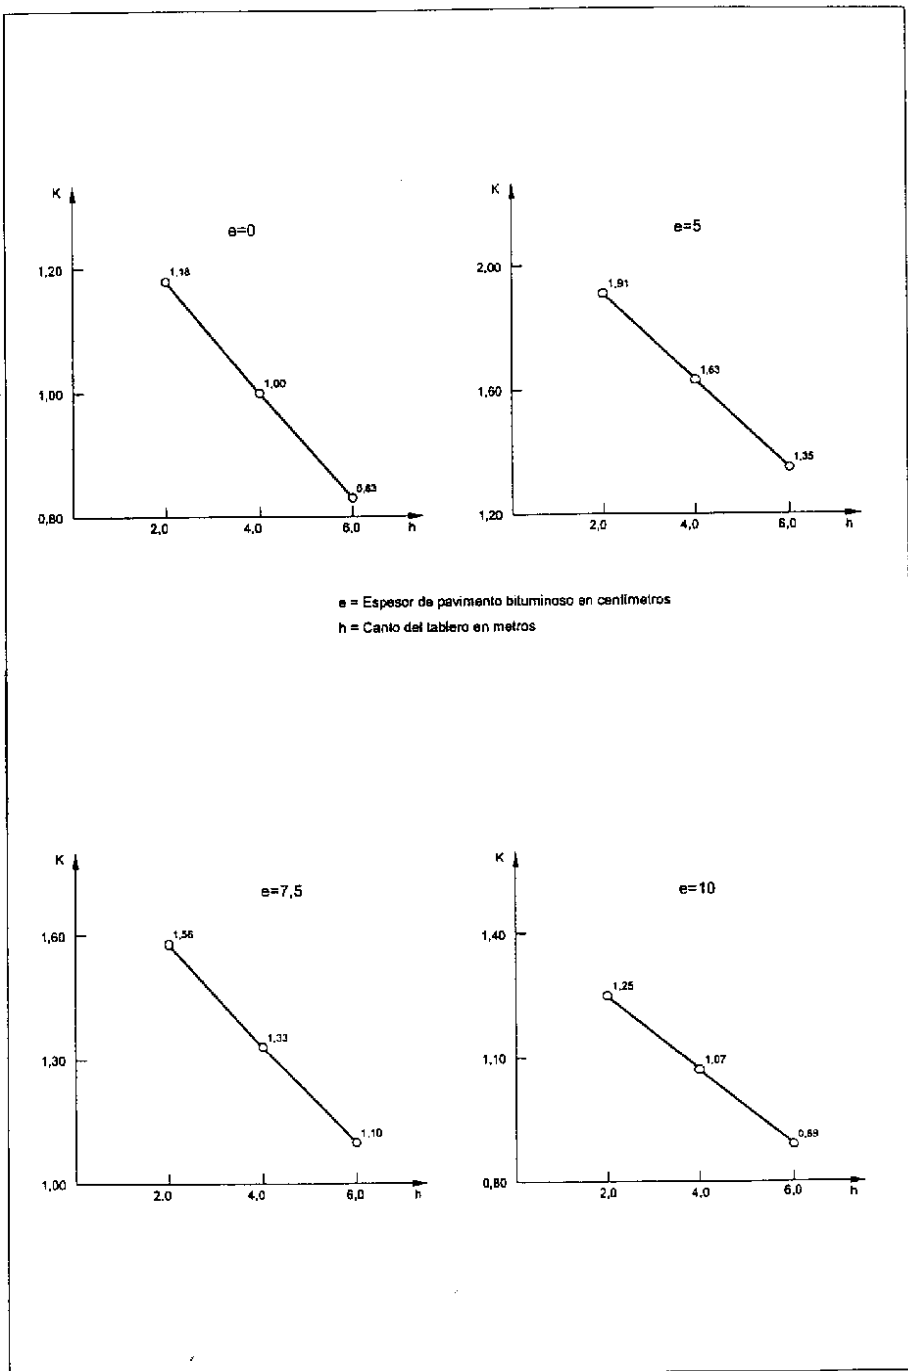 K
e=0
1,20
1,18
1,00
1,00
0,83
0,80
2,0
4,0
6,0
h
K
e=5
2,00
1,91
1,63
1,60
1,35
1,20
2,0
4,0
6,0
h
e = Espesor de pavimento bituminoso en centímetros
h = Canto del tablero en metros
K
e=7,5
1,60
1,58
1,33
1,30
1,10
1,00
2,0
4,0
6,0
h
K
e=10
1,40
1,25
1,10
1,07
0,89
0,80
2,0
4,0
6,0
h